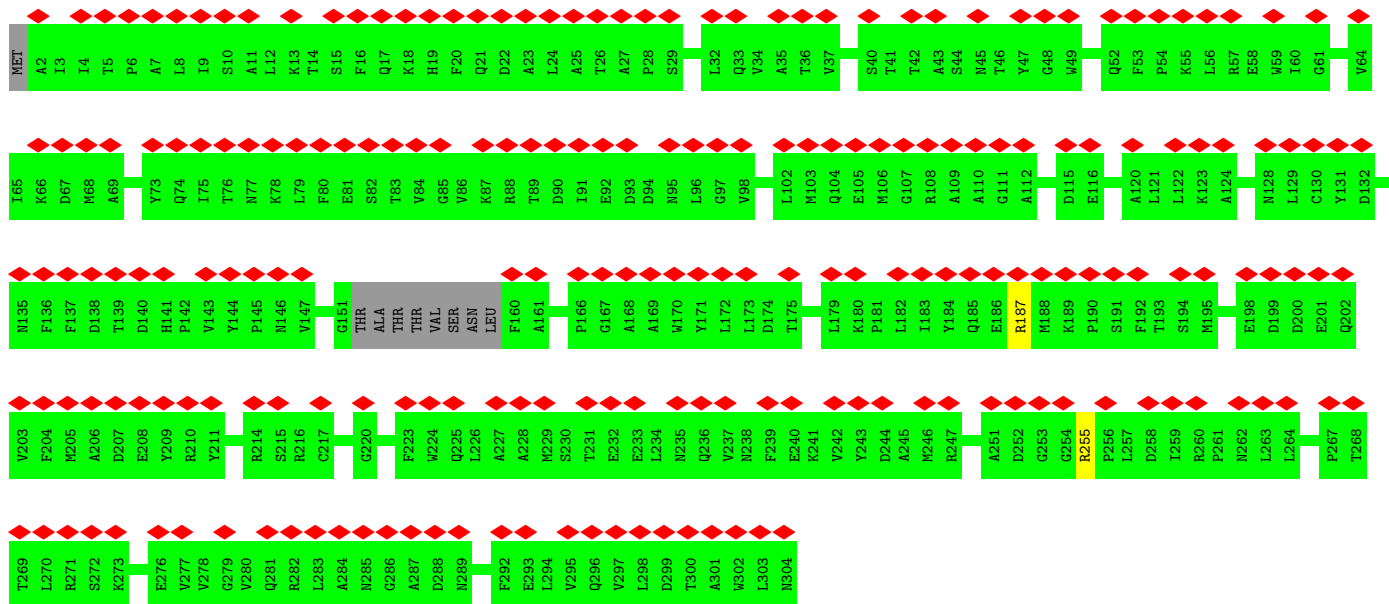 MET A2 I3 I4 T5 P6 A7 L8 I9 S10 A11 L12 K13 T14 S15 F16 Q17 K18 H19 F20 Q21 D22 A23 L24 A25 T26 A27 P28 S29 L32 Q33 V34 A35 T36 V37 S40 T41 T42 A43 S44 N45 T46 Y47 G48 W49 Q52 F53 P54 K55 L56 R57 E58 W59 I60 G61 V64
I65 K66 D67 M68 A69 Y73 Q74 I75 T76 N77 K78 L79 F80 E81 S82 T83 V84 G85 V86 K87 R88 T89 D90 I91 E92 D93 D94 N95 L96 G97 V98 L102 M103 Q104 E105 M106 G107 R108 A109 A110 G111 A112 D115 E116 A120 L121 L122 K123 A124 N128 L129 C130 Y131 D132
N135 F136 F137 D138 T139 D140 H141 P142 V143 Y144 P145 N146 V147 G151 THR ALA THR THR VAL SER ASN LEU F160 A161 P166 G167 A168 A169 W170 Y171 L172 L173 D174 T175 L179 K180 P181 L182 I183 Y184 Q185 E186 R187 M188 K189 P190 S191 F192 T193 S194 M195 E198 D199 D200 E201 Q202
V203 F204 M205 A206 D207 E208 Y209 R210 Y211 R214 S215 R216 C217 G220 F223 W224 Q225 L226 A227 A228 M229 S230 T231 E232 E233 L234 N235 Q236 V237 N238 F239 E240 K241 V242 Y243 D244 A245 M246 R247 A251 D252 G253 G254 R255 P256 L257 D258 I259 R260 P261 N262 L263 L264 P267 T268
T269 L270 R271 S272 K273 E276 V277 V278 G279 V280 Q281 R282 L283 A284 N285 G286 A287 D288 N289 F292 E293 L294 V295 Q296 V297 L298 D299 T300 A301 W302 L303 N304